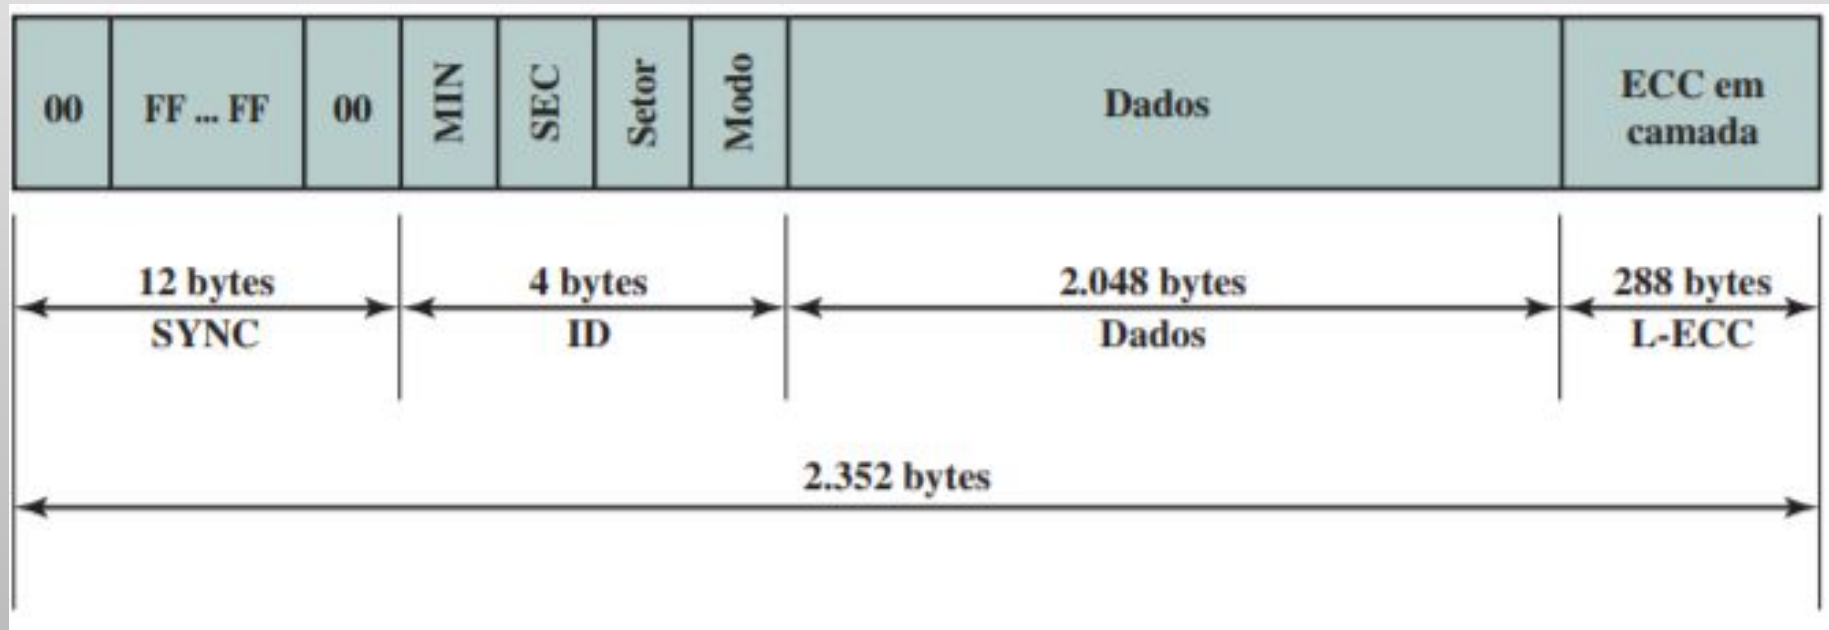 00
FF ... FF
00
MIN
SEC
Setor
Modo
Dados
ECC em
camada
12 bytes
SYNC
4 bytes
ID
2.048 bytes
Dados
288 bytes
L-ECC
2.352 bytes